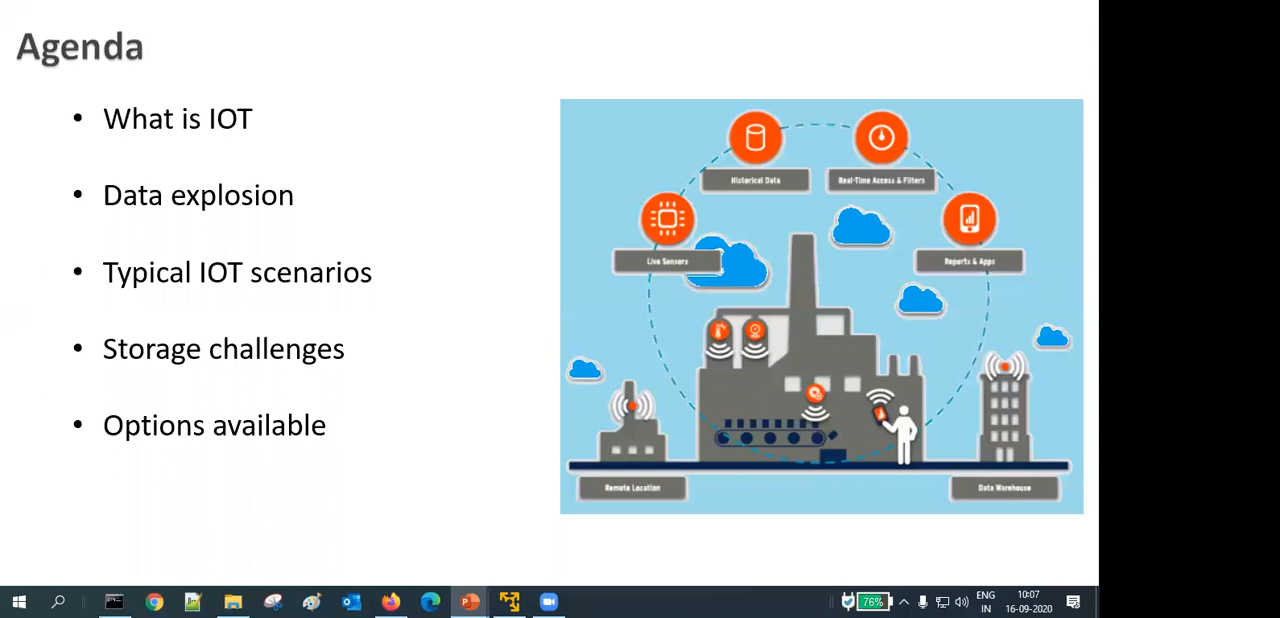 Agenda
• What is IOT
• Data explosion
• Typical IOT scenarios
• Storage challenges
• Options available
Historical Data
Real-Time Access & Filters
Live Sensors
Reports & Apps
Remote Location
Data Warehouse
76%
ENG
IN
10:07
16-09-2020